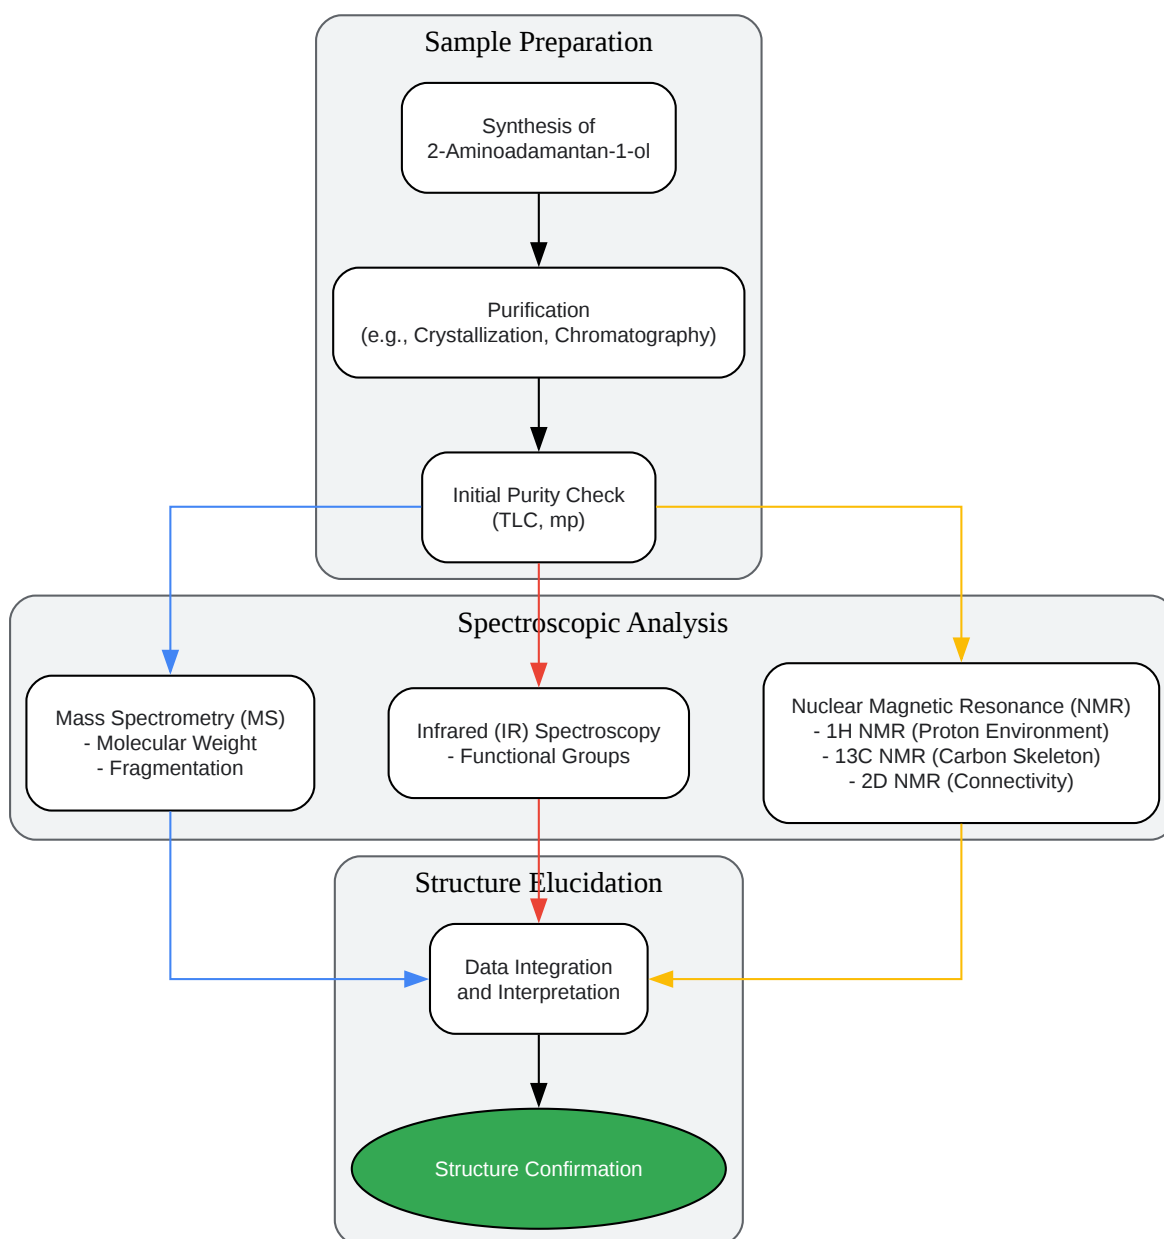 Sample Preparation
Synthesis of
2-Aminoadamantan-1-ol
Purification
(e.g., Crystallization, Chromatography)
Initial Purity Check
(TLC, mp)
Spectroscopic Analysis
Mass Spectrometry (MS)
- Molecular Weight
- Fragmentation
Infrared (IR) Spectroscopy
- Functional Groups
Nuclear Magnetic Resonance (NMR)
- 1H NMR (Proton Environment)
- 13C NMR (Carbon Skeleton)
- 2D NMR (Connectivity)
Structure Elucidation
Data Integration
and Interpretation
Structure Confirmation